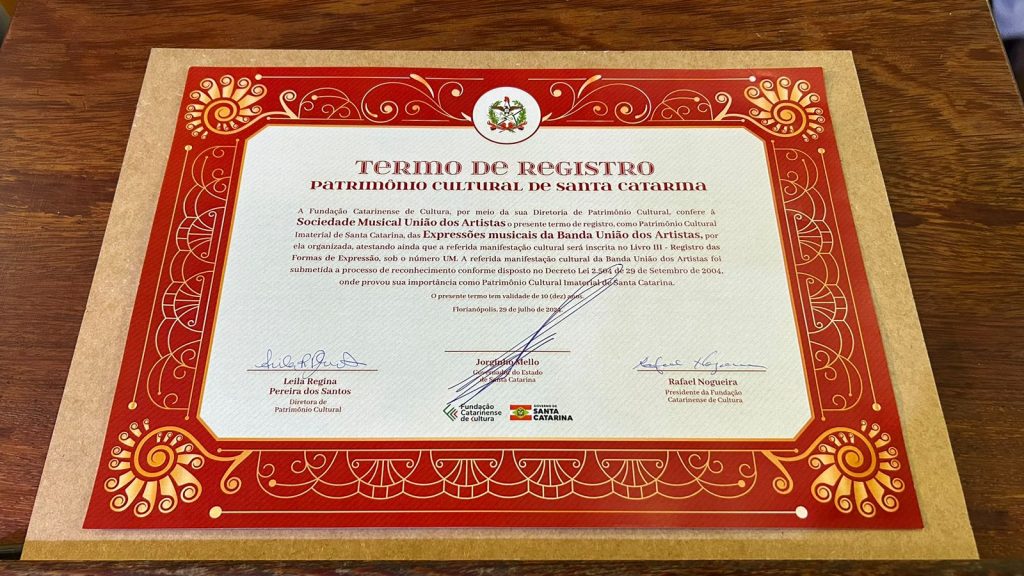 TERMO DE REGISTRO
PATRIMÔNIO CULTURAL DE SANTA CATARINA
A Fundação Catarinense de Cultura, por meio da sua Diretoria de Patrimônio Cultural, confere à
Sociedade Musical União dos Artistas o presente termo de registro, como Patrimônio Cultural
Imaterial de Santa Catarina, das Expressões musicais da Banda União dos Artistas, por
ela organizada, atestando ainda que a referida manifestação cultural será inscrita no Livro III - Registro das
Formas de Expressão, sob o número UM. A referida manifestação cultural da Banda União dos Artistas foi
submetida a processo de reconhecimento conforme disposto no Decreto Lei 2.504 de 29 de Setembro de 2004,
onde provou sua importância como Patrimônio Cultural Imaterial de Santa Catarina.
O presente termo tem validade de 10 (dez) anos.
Florianópolis, 29 de julho de 2024.
Leila Regina
Pereira dos Santos
Diretora de
Patrimônio Cultural
Jorginho Mello
Governador do Estado
de Santa Catarina
Rafael Nogueira
Presidente da Fundação
Catarinense de Cultura
Fundação
Catarinense
de Cultura
GOVERNO DE
SANTA
CATARINA